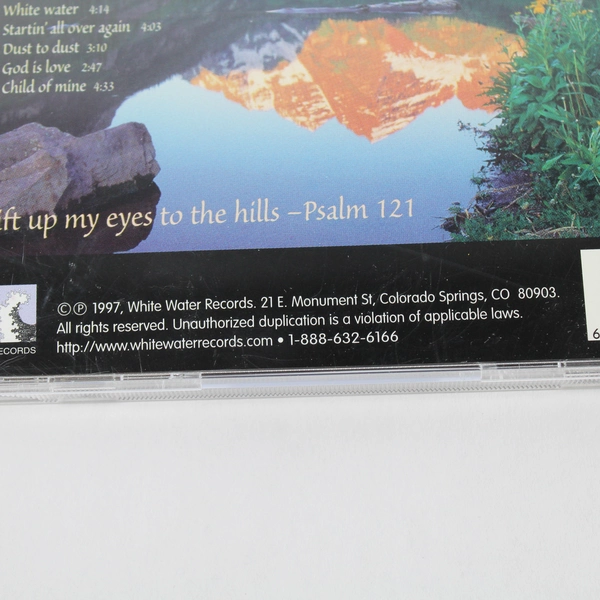 White water 4:14
Startin' all over again 4:03
Dust to dust 3:10
God is love 2:47
Child of mine 4:33
ift up my eyes to the hills –Psalm 121
©℗ 1997, White Water Records. 21 E. Monument St, Colorado Springs, CO 80903.
All rights reserved. Unauthorized duplication is a violation of applicable laws.
http://www.whitewaterrecords.com • 1-888-632-6166
RECORDS
6